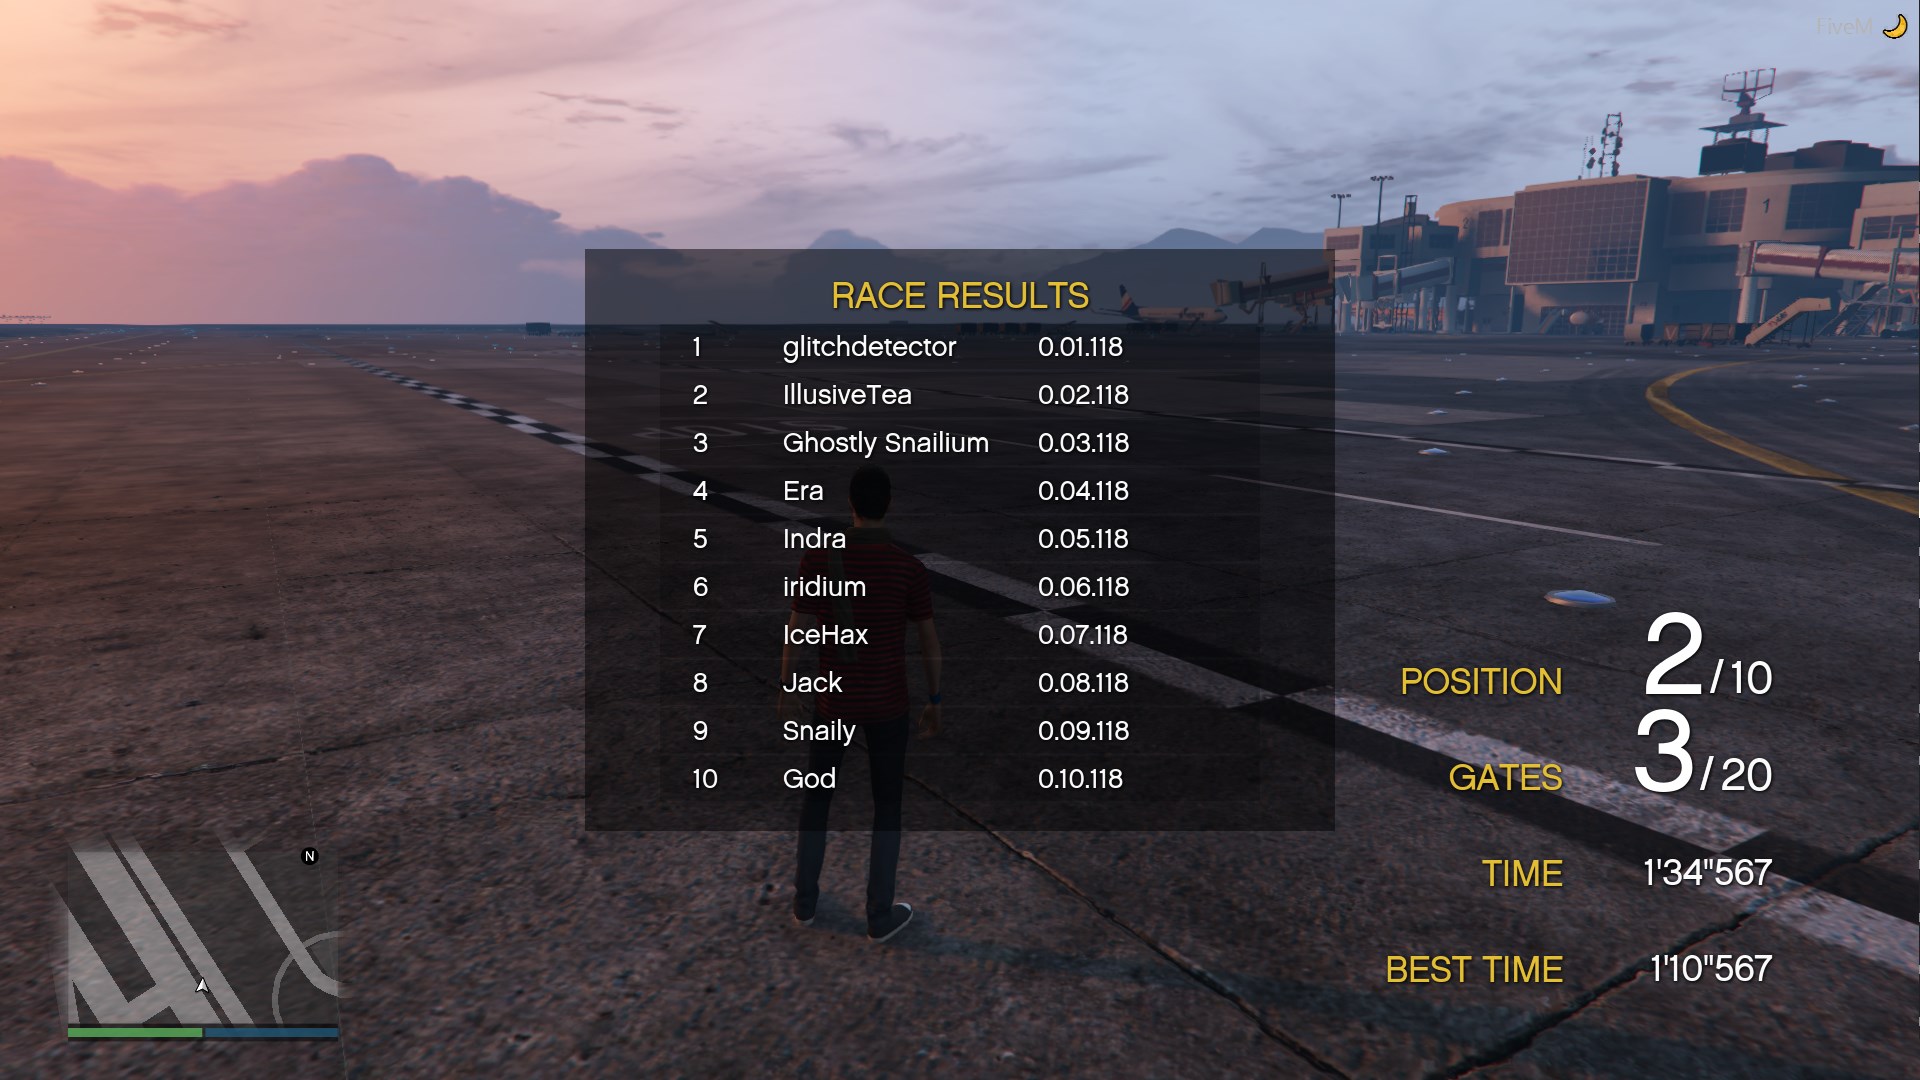 FiveM
1
RACE RESULTS
1 glitchdetector 0.01.118
2 IllusiveTea 0.02.118
3 Ghostly Snailium 0.03.118
4 Era 0.04.118
5 Indra 0.05.118
6 iridium 0.06.118
7 IceHax 0.07.118
8 Jack 0.08.118
9 Snaily 0.09.118
10 God 0.10.118
POSITION 2/10
GATES 3/20
TIME 1'34"567
BEST TIME 1'10"567
N